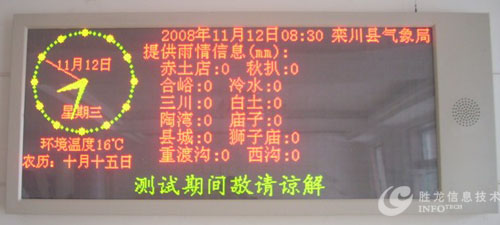 2008年11月12日08:30 栾川县气象局
提供雨情信息(mm):
赤土店:0 秋扒:0
合峪:0 冷水:0
三川:0 白土:0
陶湾:0 庙子:0
县城:0 狮子庙:0
重渡沟:0 西沟:0
11月12日
星期三
环境温度16℃
农历: 十月十五日
测试期间敬请谅解
胜龙信息技术
INFOTECH